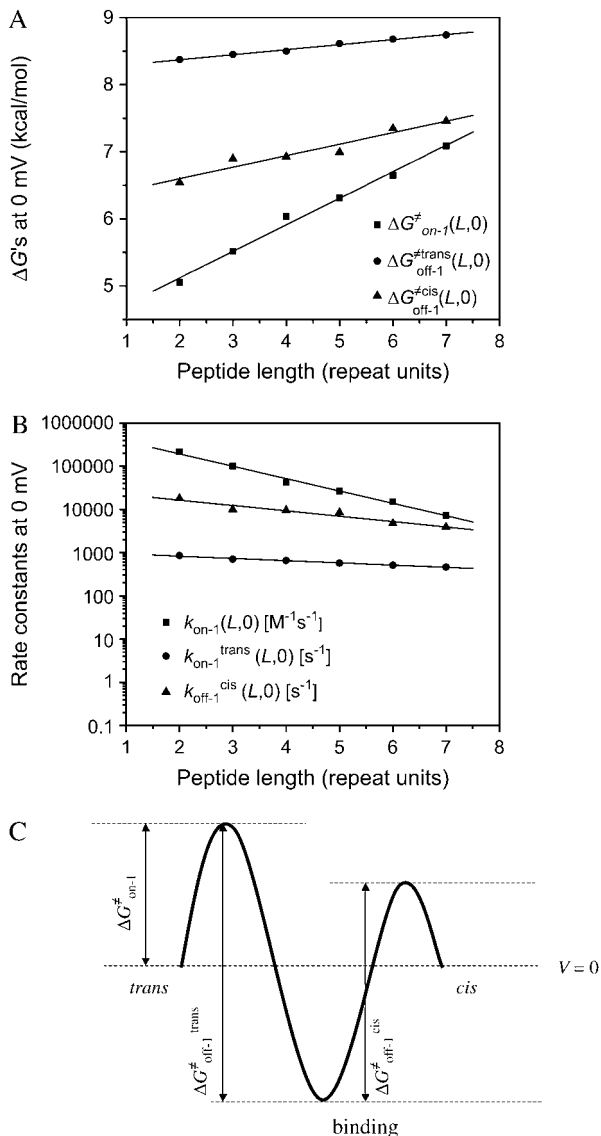 A
ΔG's at 0 mV (kcal/mol)
9
8
7
6
5
ΔG≠on-1(L,0)
ΔG≠transoff-1(L,0)
ΔG≠cisoff-1(L,0)
1 2 3 4 5 6 7 8
Peptide length (repeat units)
B
Rate constants at 0 mV
1000000
100000
10000
1000
100
10
1
0.1
kon-1(L,0) [M-1s-1]
kon-1trans (L,0) [s-1]
koff-1cis (L,0) [s-1]
1 2 3 4 5 6 7 8
Peptide length (repeat units)
C
ΔG≠on-1
trans
ΔG≠off-1trans
ΔG≠off-1cis
cis
V = 0
binding